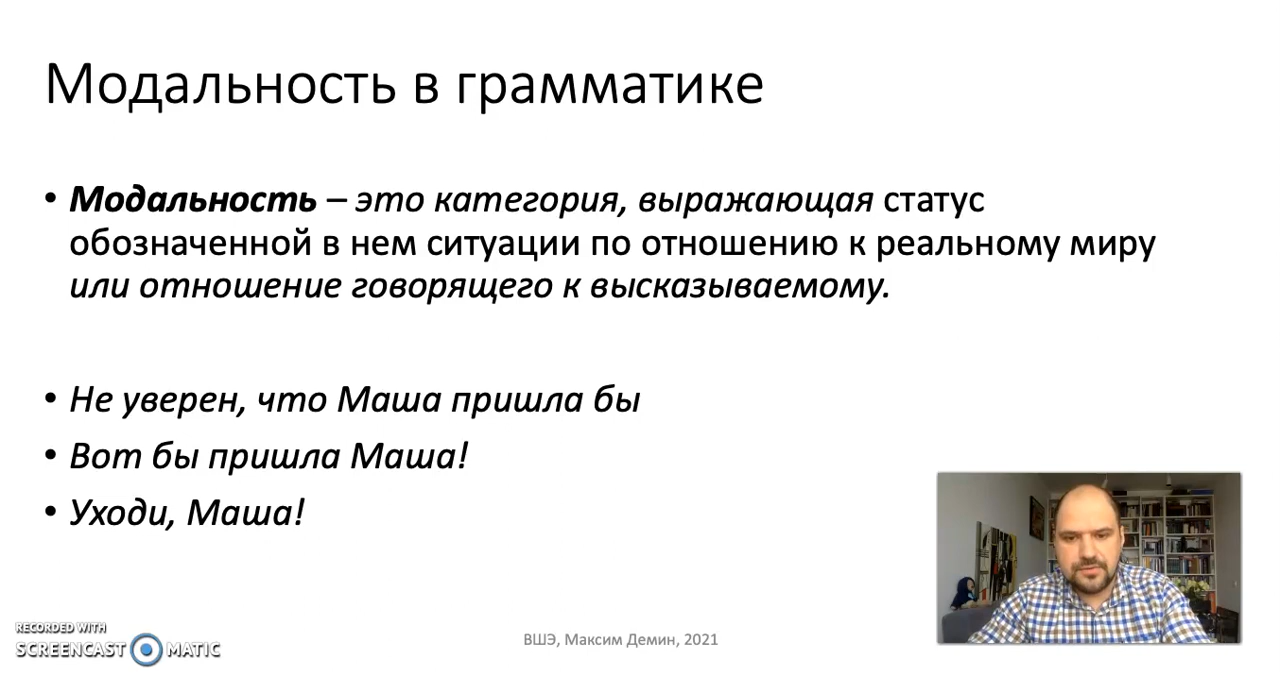 Модальность в грамматике
• Модальность – это категория, выражающая статус
обозначенной в нем ситуации по отношению к реальному миру
или отношение говорящего к высказываемому.
• Не уверен, что Маша пришла бы
• Вот бы пришла Маша!
• Уходи, Маша!
RECORDED WITH
SCREENCAST MATIC
ВШЭ, Максим Демин, 2021